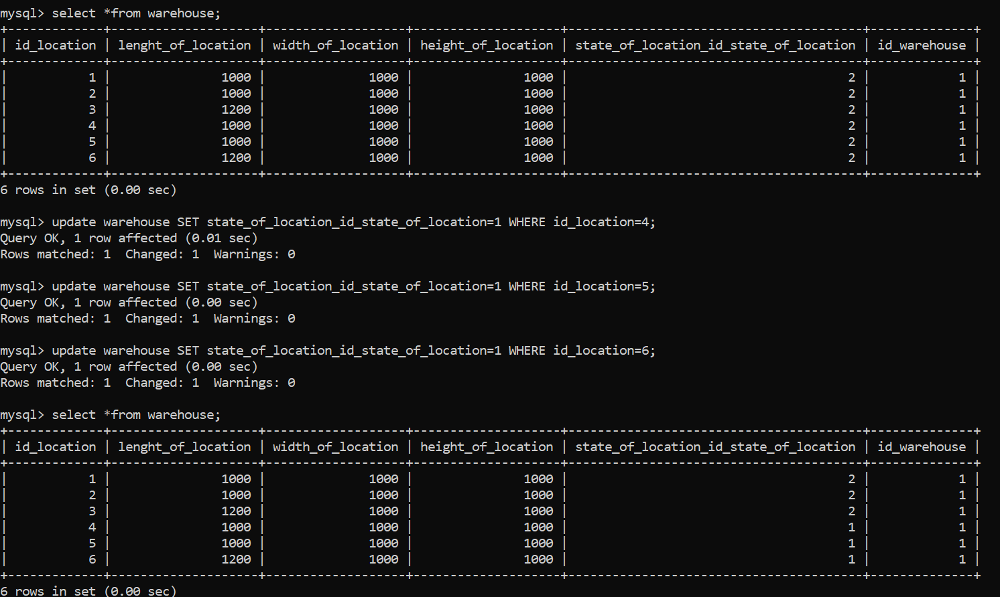 mysql> select *from warehouse;
+-------------+--------------------+-------------------+--------------------+----------------------------------------+--------------+
| id_location | lenght_of_location | width_of_location | height_of_location | state_of_location_id_state_of_location | id_warehouse |
+-------------+--------------------+-------------------+--------------------+----------------------------------------+--------------+
|           1 |               1000 |              1000 |               1000 |                                      2 |            1 |
|           2 |               1000 |              1000 |               1000 |                                      2 |            1 |
|           3 |               1200 |              1000 |               1000 |                                      2 |            1 |
|           4 |               1000 |              1000 |               1000 |                                      2 |            1 |
|           5 |               1000 |              1000 |               1000 |                                      2 |            1 |
|           6 |               1200 |              1000 |               1000 |                                      2 |            1 |
+-------------+--------------------+-------------------+--------------------+----------------------------------------+--------------+
6 rows in set (0.00 sec)
mysql> update warehouse SET state_of_location_id_state_of_location=1 WHERE id_location=4;
Query OK, 1 row affected (0.01 sec)
Rows matched: 1  Changed: 1  Warnings: 0
mysql> update warehouse SET state_of_location_id_state_of_location=1 WHERE id_location=5;
Query OK, 1 row affected (0.00 sec)
Rows matched: 1  Changed: 1  Warnings: 0
mysql> update warehouse SET state_of_location_id_state_of_location=1 WHERE id_location=6;
Query OK, 1 row affected (0.00 sec)
Rows matched: 1  Changed: 1  Warnings: 0
mysql> select *from warehouse;
+-------------+--------------------+-------------------+--------------------+----------------------------------------+--------------+
| id_location | lenght_of_location | width_of_location | height_of_location | state_of_location_id_state_of_location | id_warehouse |
+-------------+--------------------+-------------------+--------------------+----------------------------------------+--------------+
|           1 |               1000 |              1000 |               1000 |                                      2 |            1 |
|           2 |               1000 |              1000 |               1000 |                                      2 |            1 |
|           3 |               1200 |              1000 |               1000 |                                      2 |            1 |
|           4 |               1000 |              1000 |               1000 |                                      1 |            1 |
|           5 |               1000 |              1000 |               1000 |                                      1 |            1 |
|           6 |               1200 |              1000 |               1000 |                                      1 |            1 |
+-------------+--------------------+-------------------+--------------------+----------------------------------------+--------------+
6 rows in set (0.00 sec)